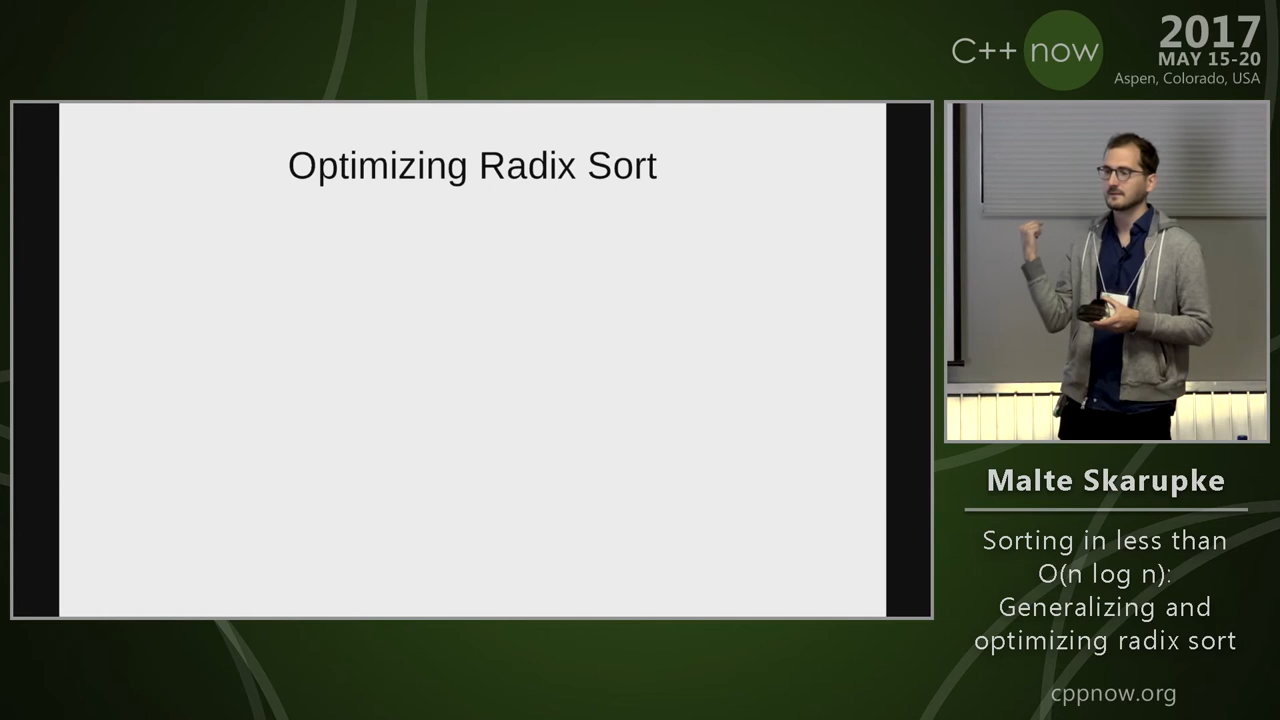 C++ now
2017
MAY 15-20
Aspen, Colorado, USA
Optimizing Radix Sort
Malte Skarupke
Sorting in less than
O(n log n):
Generalizing and
optimizing radix sort
cppnow.org